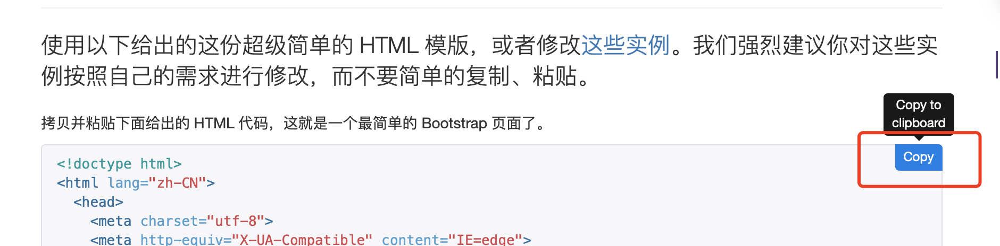 使用以下给出的这份超级简单的 HTML 模版，或者修改这些实例。我们强烈建议你对这些实
例按照自己的需求进行修改，而不要简单的复制、粘贴。
拷贝并粘贴下面给出的 HTML 代码，这就是一个最简单的 Bootstrap 页面了。
Copy to
clipboard
Copy
<!doctype html>
<html lang="zh-CN">
  <head>
    <meta charset="utf-8">
    <meta http-equiv="X-UA-Compatible" content="IE=edge">